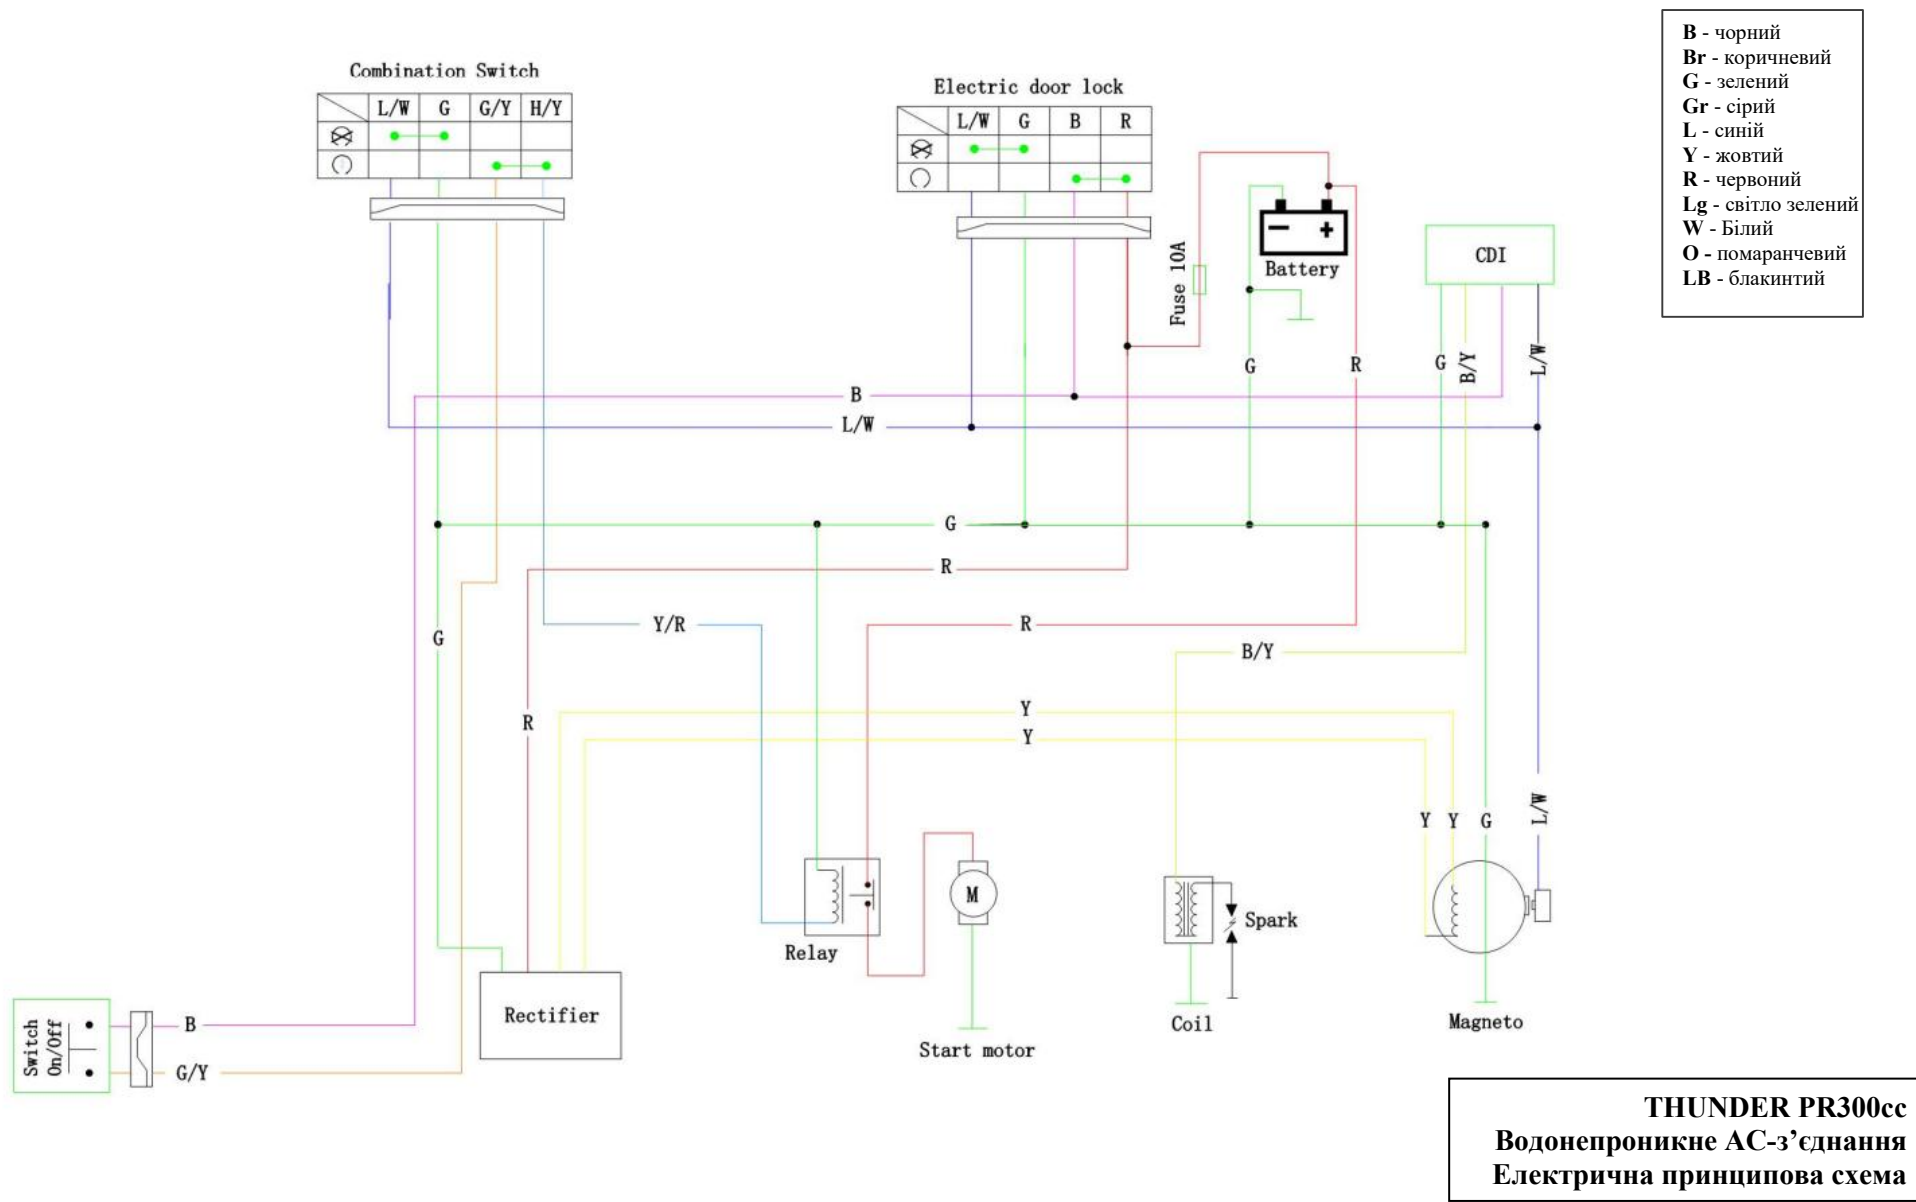 B - чорний
Br - коричневий
G - зелений
Gr - сірий
L - синій
Y - жовтий
R - червоний
Lg - світло зелений
W - Білий
O - помаранчевий
LB - блакинтий
Combination Switch
L/W G G/Y H/Y
Electric door lock
L/W G B R
Fuse 10A
Battery
CDI
G
R
G
B/Y
L/W
B
L/W
G
R
G
Y/R
R
B/Y
R
Y
Y
Y
Y
G
L/W
M
Relay
Spark
Rectifier
Start motor
Coil
Magneto
Switch
On/Off
B
G/Y
THUNDER PR300cc
Водонепроникне АС-з’єднання
Електрична принципова схема